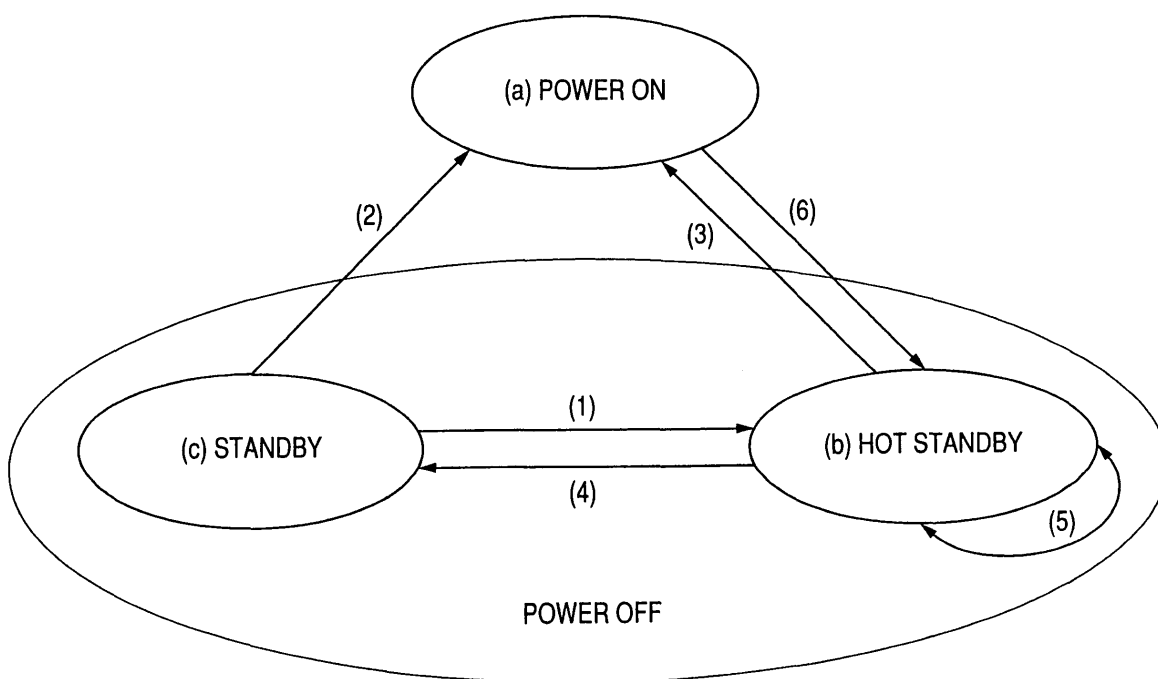 (a) POWER ON
(2)
(3)
(6)
(1)
(c) STANDBY
(b) HOT STANDBY
(4)
(5)
POWER OFF